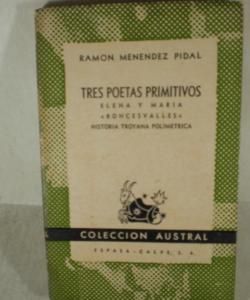 RAMON MENENDEZ PIDAL
TRES POETAS PRIMITIVOS
ELENA Y MARIA
«RONCESVALLES»
HISTORIA TROYANA POLIMETRICA
COLECCION AUSTRAL
ESPASA-CALPE, S. A.